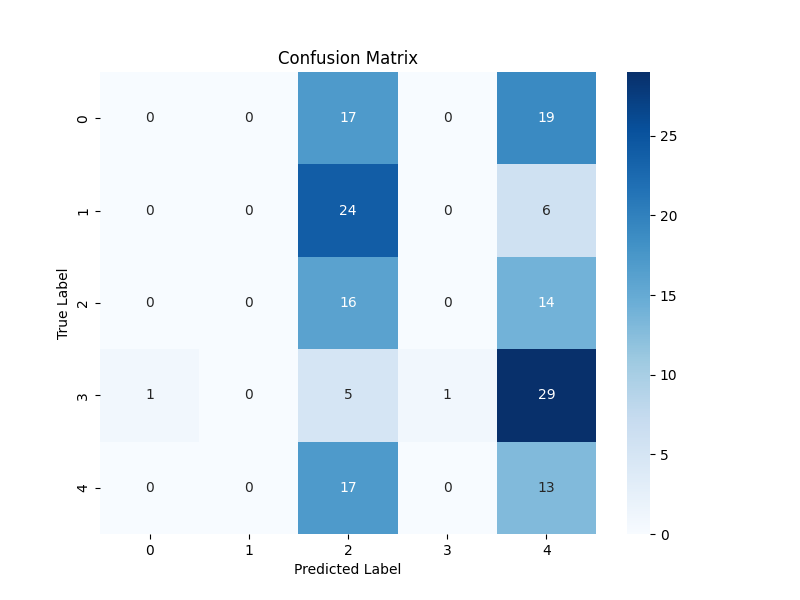 Confusion Matrix
True Label
0 0 0 17 0 19
1 0 0 24 0 6
2 0 0 16 0 14
3 1 0 5 1 29
4 0 0 17 0 13
0 1 2 3 4
Predicted Label
25
20
15
10
5
0